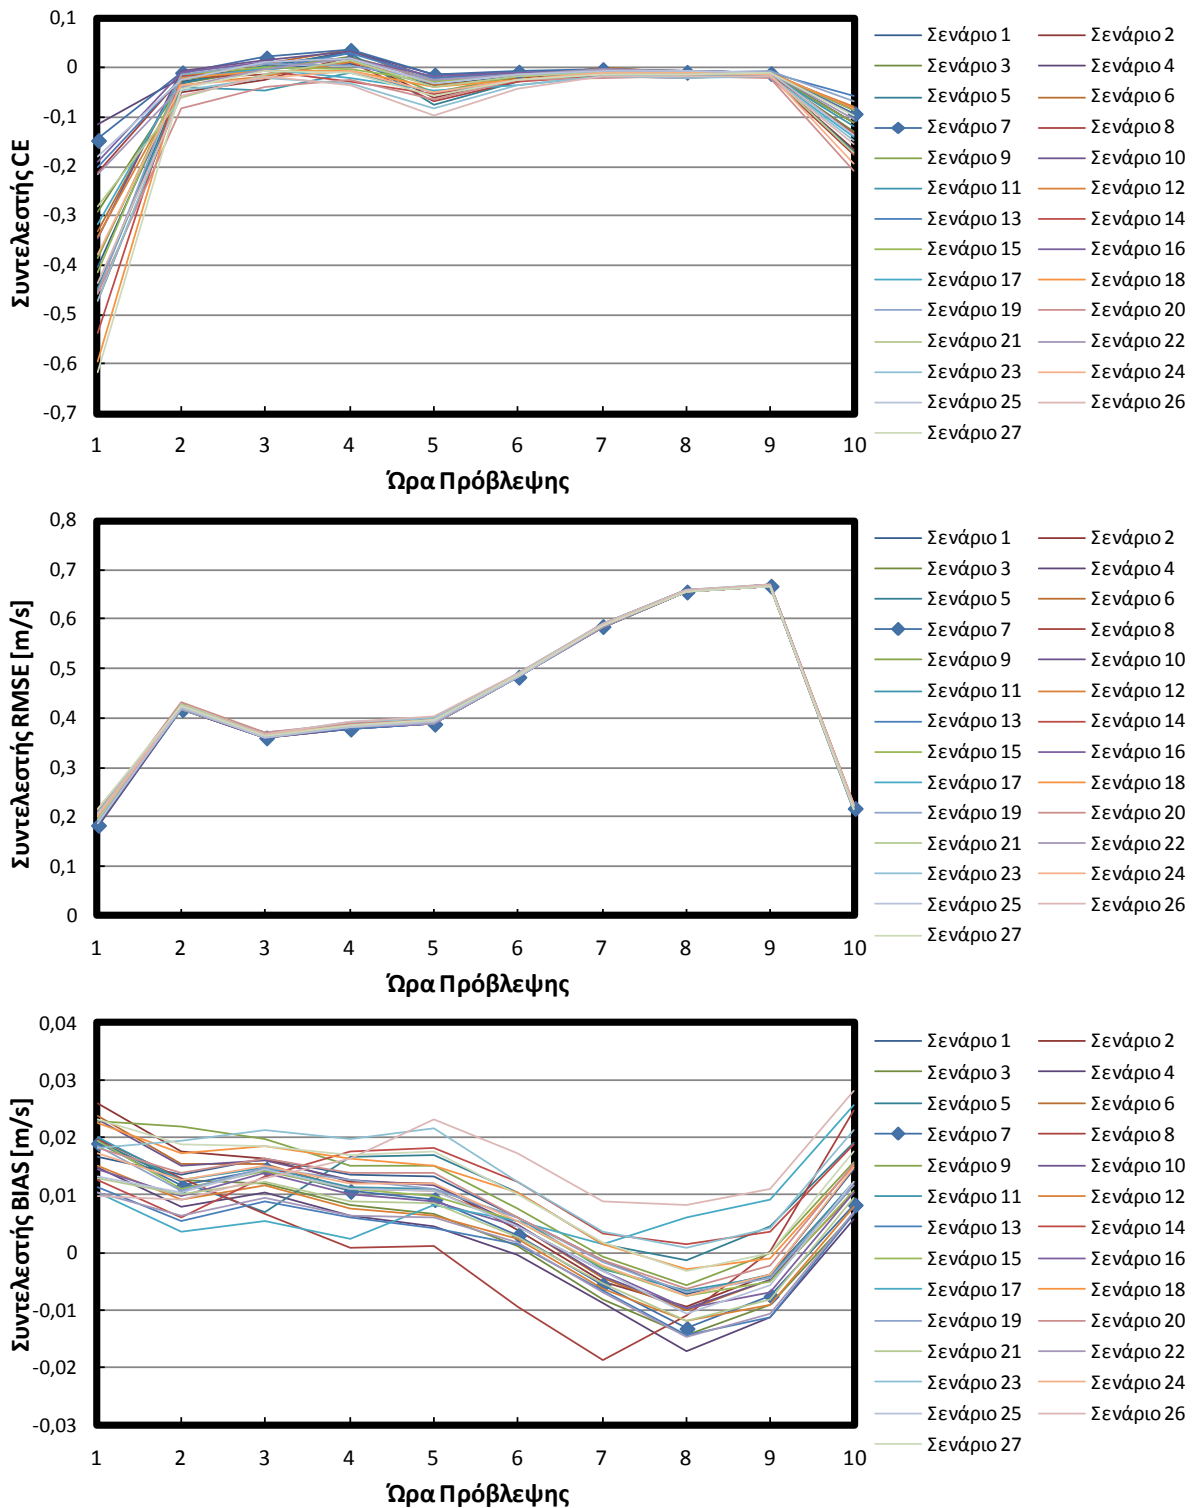 0,1
0
-0,1
-0,2
-0,3
-0,4
-0,5
-0,6
-0,7
Συντελεστής CE
1 2 3 4 5 6 7 8 9 10
Ώρα Πρόβλεψης
Σενάριο 1 Σενάριο 2
Σενάριο 3 Σενάριο 4
Σενάριο 5 Σενάριο 6
Σενάριο 7 Σενάριο 8
Σενάριο 9 Σενάριο 10
Σενάριο 11 Σενάριο 12
Σενάριο 13 Σενάριο 14
Σενάριο 15 Σενάριο 16
Σενάριο 17 Σενάριο 18
Σενάριο 19 Σενάριο 20
Σενάριο 21 Σενάριο 22
Σενάριο 23 Σενάριο 24
Σενάριο 25 Σενάριο 26
Σενάριο 27
0,8
0,7
0,6
0,5
0,4
0,3
0,2
0,1
0
Συντελεστής RMSE [m/s]
1 2 3 4 5 6 7 8 9 10
Ώρα Πρόβλεψης
Σενάριο 1 Σενάριο 2
Σενάριο 3 Σενάριο 4
Σενάριο 5 Σενάριο 6
Σενάριο 7 Σενάριο 8
Σενάριο 9 Σενάριο 10
Σενάριο 11 Σενάριο 12
Σενάριο 13 Σενάριο 14
Σενάριο 15 Σενάριο 16
Σενάριο 17 Σενάριο 18
Σενάριο 19 Σενάριο 20
Σενάριο 21 Σενάριο 22
Σενάριο 23 Σενάριο 24
Σενάριο 25 Σενάριο 26
Σενάριο 27
0,04
0,03
0,02
0,01
0
-0,01
-0,02
-0,03
Συντελεστής BIAS [m/s]
1 2 3 4 5 6 7 8 9 10
Ώρα Πρόβλεψης
Σενάριο 1 Σενάριο 2
Σενάριο 3 Σενάριο 4
Σενάριο 5 Σενάριο 6
Σενάριο 7 Σενάριο 8
Σενάριο 9 Σενάριο 10
Σενάριο 11 Σενάριο 12
Σενάριο 13 Σενάριο 14
Σενάριο 15 Σενάριο 16
Σενάριο 17 Σενάριο 18
Σενάριο 19 Σενάριο 20
Σενάριο 21 Σενάριο 22
Σενάριο 23 Σενάριο 24
Σενάριο 25 Σενάριο 26
Σενάριο 27